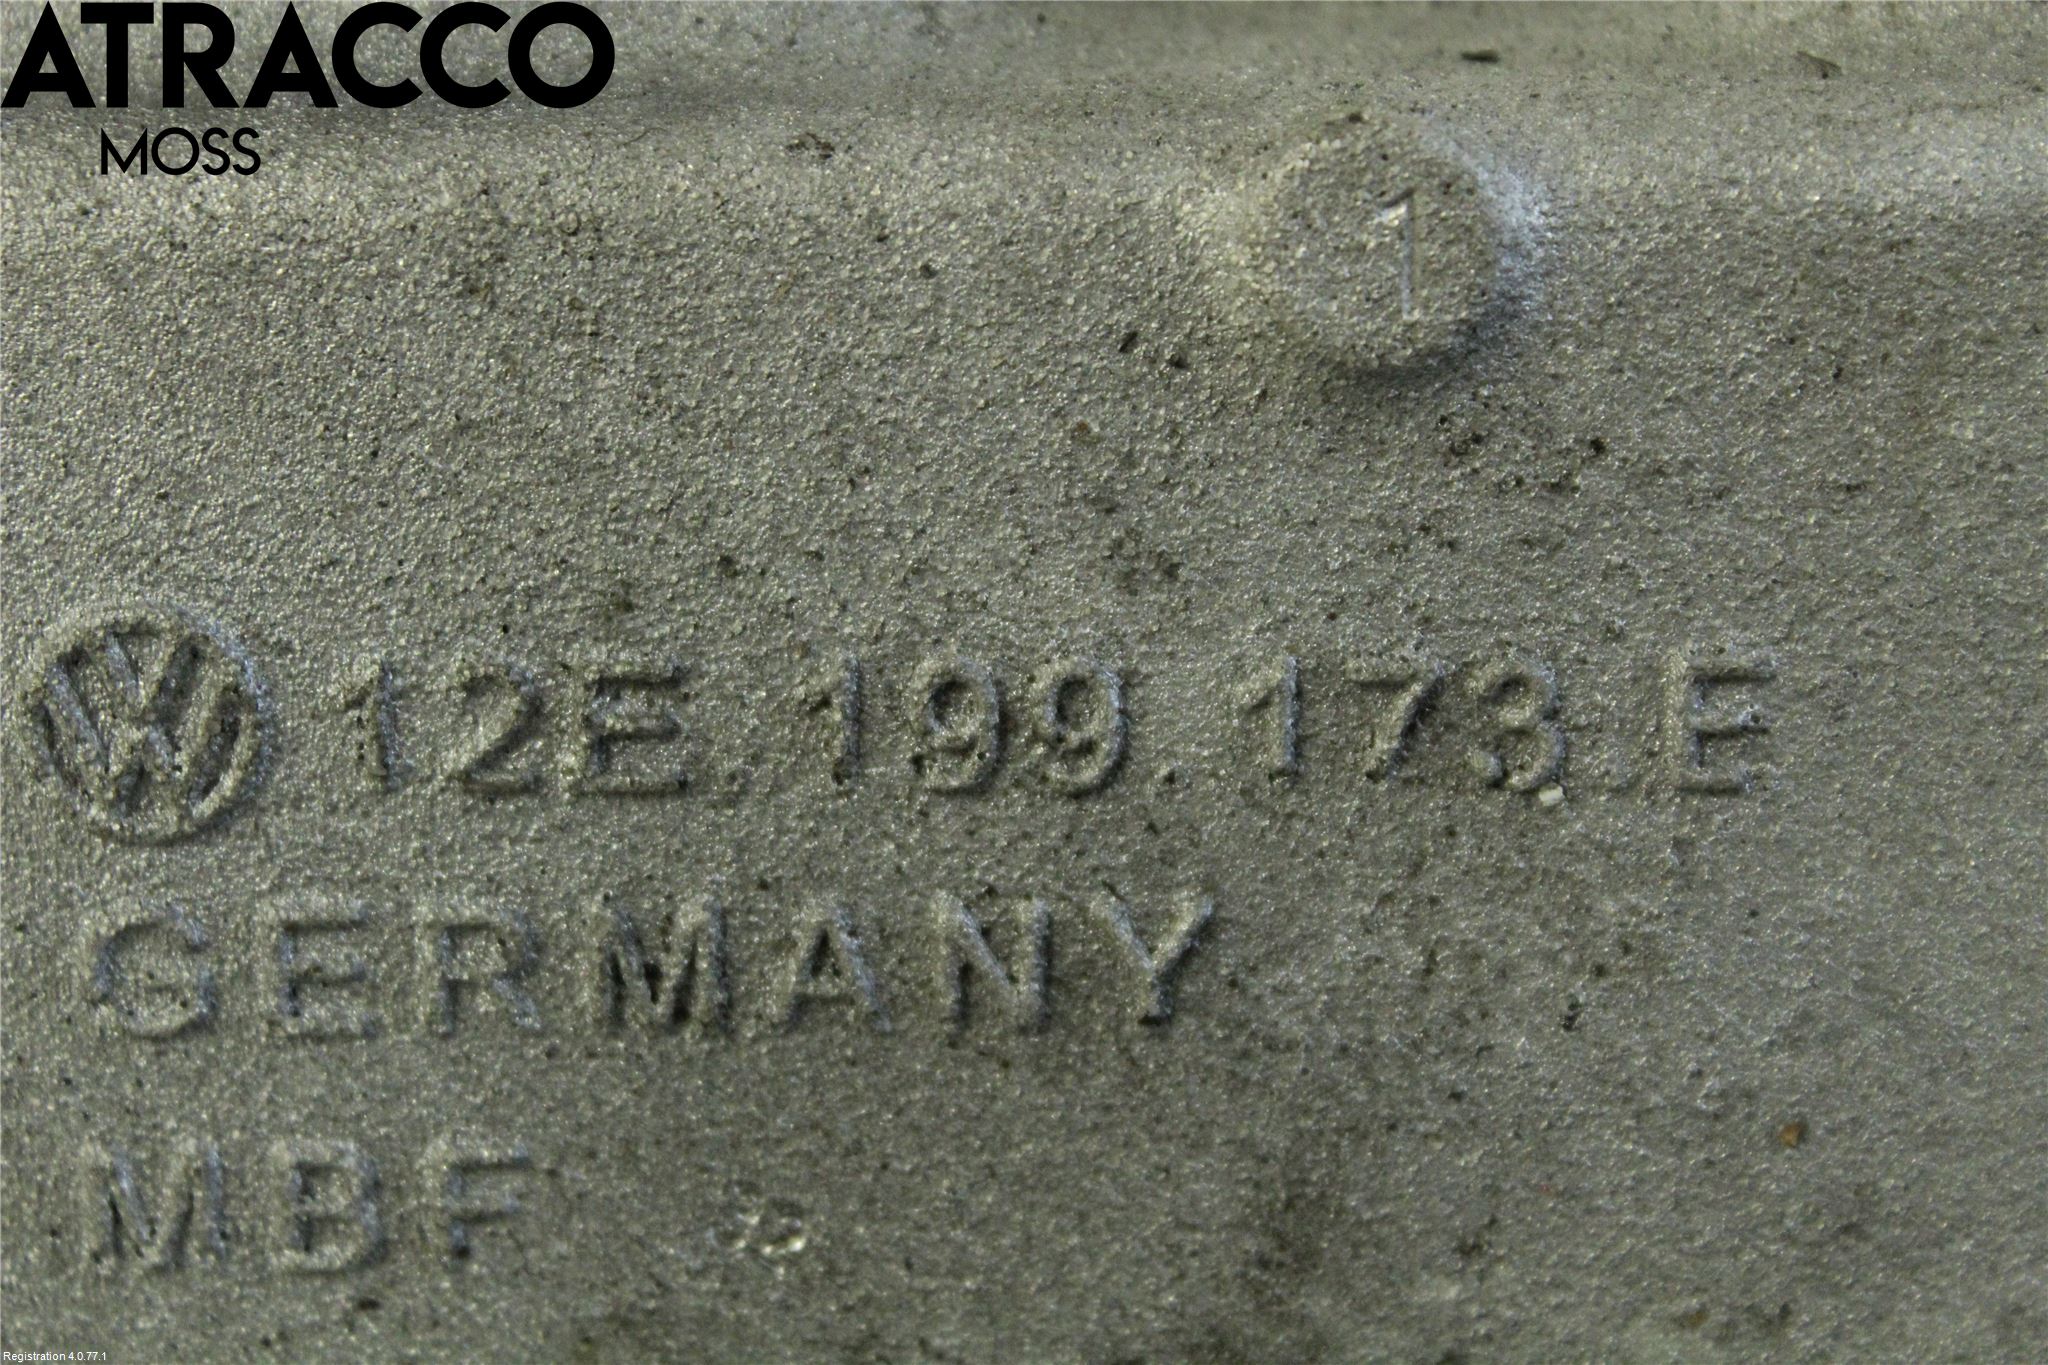 ATRACCO
MOSS
1
12E.199.173.E
GERMANY
MBF
Registration 4.0.77.1